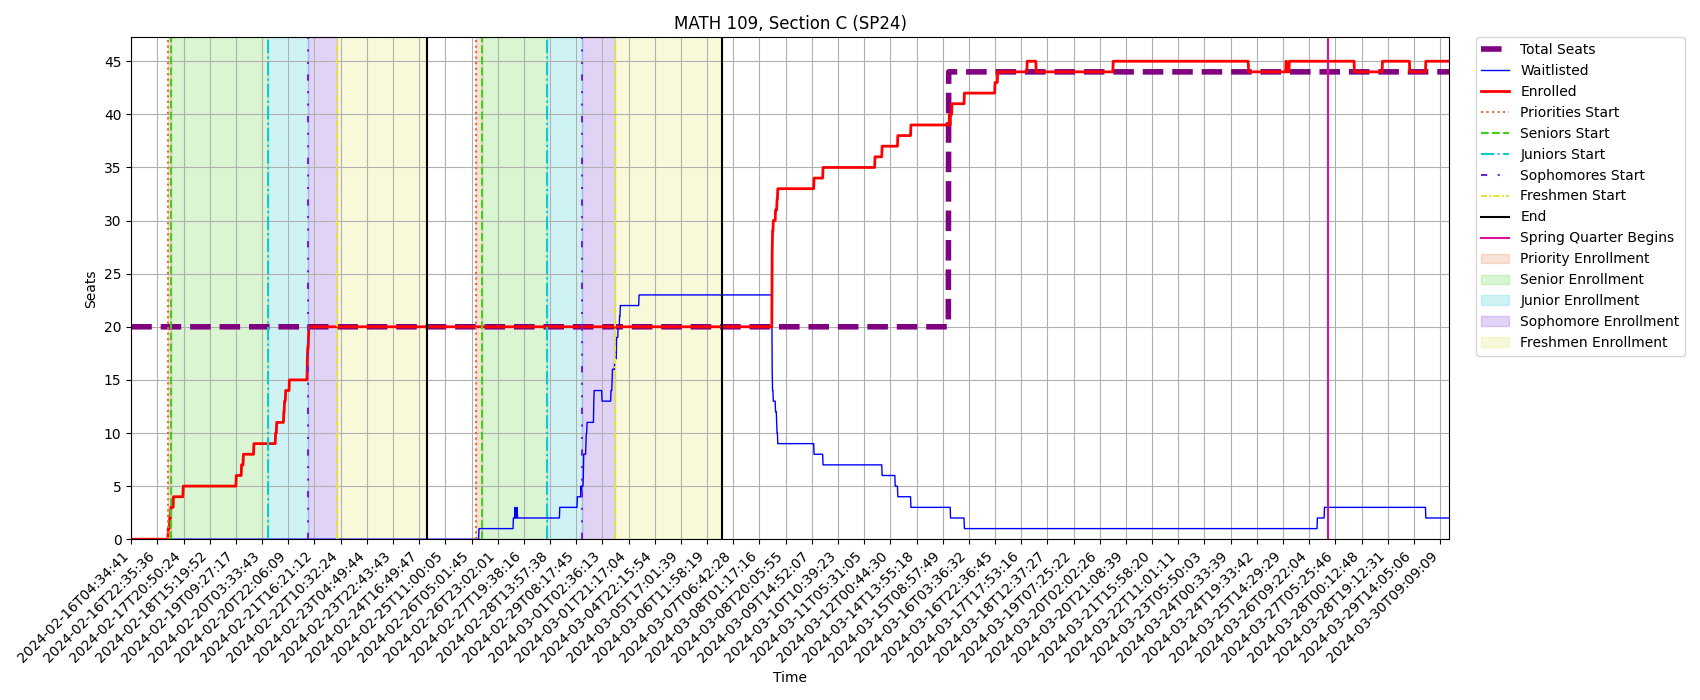 MATH 109, Section C (SP24)
Seats
45
40
35
30
25
20
15
10
5
0
2024-02-16T04:34:41
2024-02-16T22:35:36
2024-02-17T20:50:24
2024-02-18T15:19:52
2024-02-19T09:27:17
2024-02-20T03:33:45
2024-02-20T22:06:09
2024-02-21T16:21:12
2024-02-22T10:32:24
2024-02-23T04:49:44
2024-02-23T22:43:43
2024-02-24T16:49:47
2024-02-25T11:00:05
2024-02-26T05:01:45
2024-02-26T23:02:01
2024-02-27T19:38:16
2024-02-28T13:57:38
2024-02-29T08:17:45
2024-03-01T02:36:13
2024-03-01T21:17:04
2024-03-04T22:15:54
2024-03-05T17:01:39
2024-03-06T11:58:19
2024-03-07T06:42:28
2024-03-08T01:17:16
2024-03-08T20:05:55
2024-03-09T14:52:07
2024-03-10T10:39:23
2024-03-11T05:31:05
2024-03-12T00:44:30
2024-03-14T13:55:18
2024-03-15T08:57:49
2024-03-16T03:36:32
2024-03-16T22:36:45
2024-03-17T17:53:16
2024-03-18T12:37:27
2024-03-19T07:25:22
2024-03-20T02:02:26
2024-03-20T21:08:39
2024-03-21T15:58:20
2024-03-22T11:01:11
2024-03-23T05:50:03
2024-03-24T00:33:39
2024-03-24T19:33:42
2024-03-25T14:29:29
2024-03-26T09:22:04
2024-03-27T05:25:46
2024-03-28T00:12:48
2024-03-28T19:12:31
2024-03-29T14:05:06
2024-03-30T09:09:09
Time
Total Seats
Waitlisted
Enrolled
Priorities Start
Seniors Start
Juniors Start
Sophomores Start
Freshmen Start
End
Spring Quarter Begins
Priority Enrollment
Senior Enrollment
Junior Enrollment
Sophomore Enrollment
Freshmen Enrollment